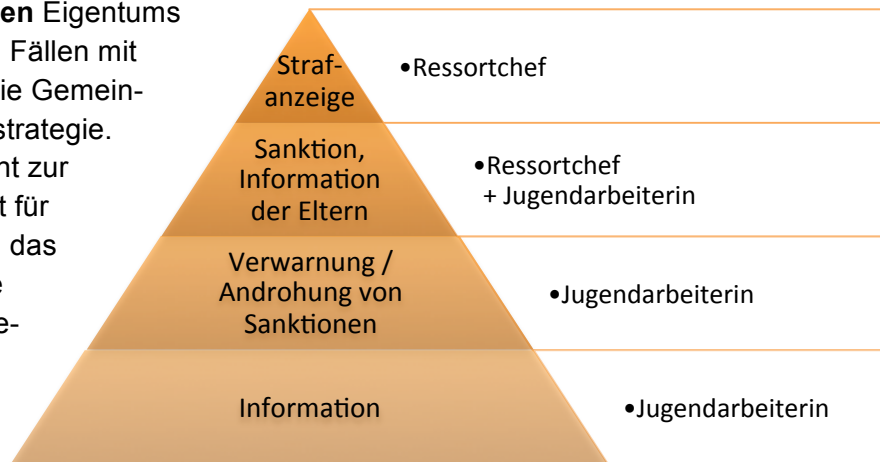 en Eigentums
Fällen mit
ie Gemein-
strategie.
nt zur
t für
das
e
e-
Straf-
anzeige
•Ressortchef
Sanktion,
Information
der Eltern
•Ressortchef
+ Jugendarbeiterin
Verwarnung /
Androhung von
Sanktionen
•Jugendarbeiterin
Information
•Jugendarbeiterin